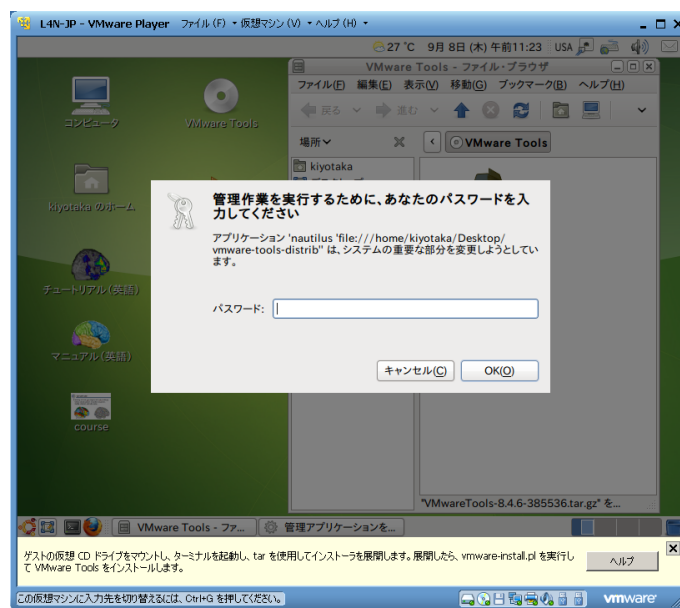 L4N-JP - VMware Player ファイル(F) 仮想マシン(V) ヘルプ(H)
27 °C 9月 8日 (木) 午前11:23 USA
VMware Tools - ファイル・ブラウザ
ファイル(F) 編集(E) 表示(V) 移動(G) ブックマーク(B) ヘルプ(H)
戻る 進む
場所 VMware Tools
kiyotaka
コンピュータ
VMware Tools
kiyotaka のホーム
チュートリアル(英語)
マニュアル(英語)
course
管理作業を実行するために、あなたのパスワードを入
力してください
アプリケーション 'nautilus 'file:///home/kiyotaka/Desktop/
vmware-tools-distrib'' は、システムの重要な部分を変更しようとしてい
ます。
パスワード:
キャンセル(C) OK(O)
"VMwareTools-8.4.6-385536.tar.gz" を...
VMware Tools - ファ... 管理アプリケーションを...
ゲストの仮想 CD ドライブをマウントし、ターミナルを起動し、tar を使用してインストーラを展開します。展開したら、vmware-install.pl を実行し
て VMware Tools をインストールします。
ヘルプ
この仮想マシンに入力先を切り替えるには、Ctrl+G を押してください。
vmware